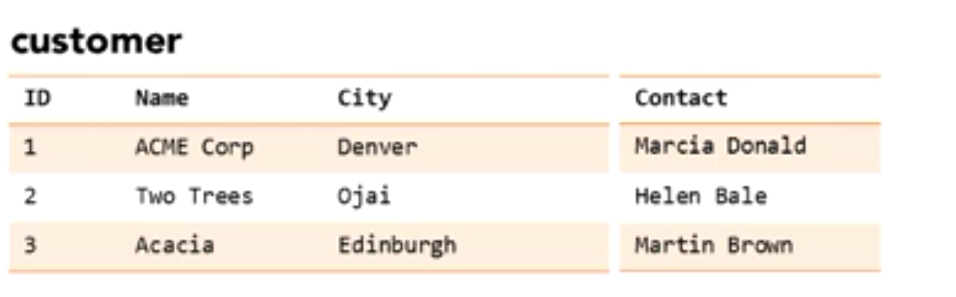 customer
ID Name City Contact
1 ACME Corp Denver Marcia Donald
2 Two Trees Ojai Helen Bale
3 Acacia Edinburgh Martin Brown